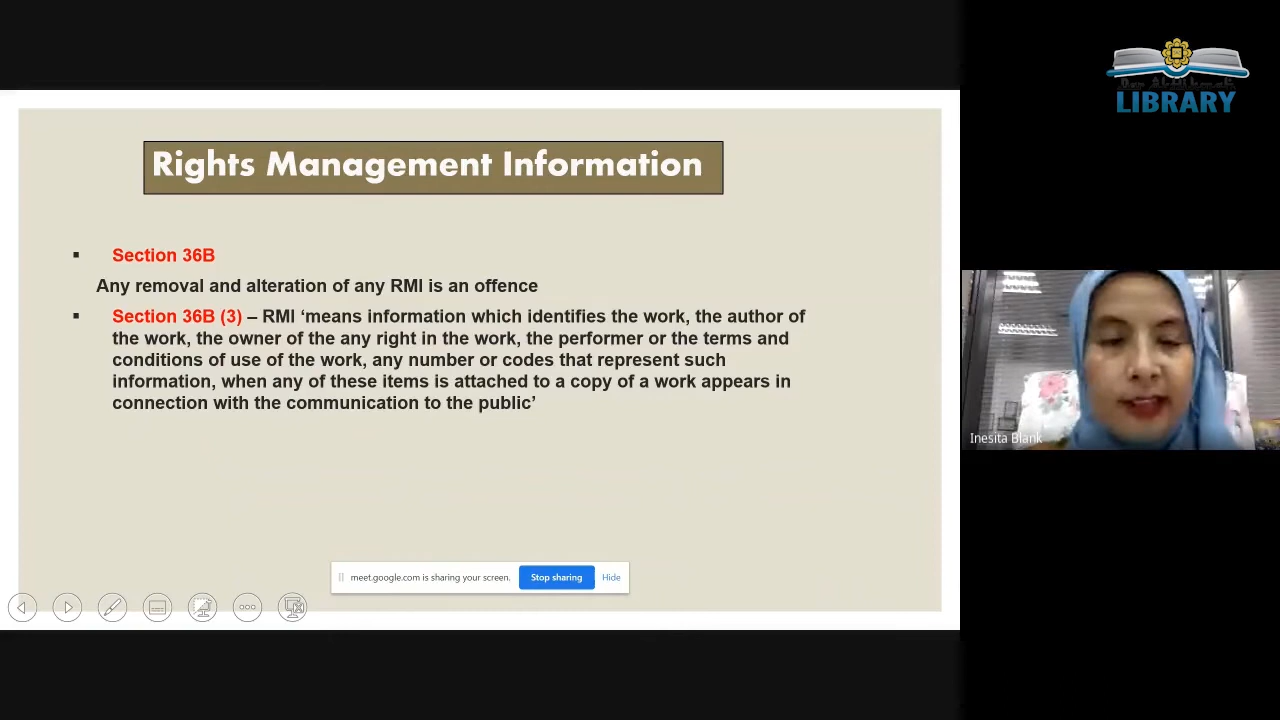 LIBRARY
Rights Management Information
▪ Section 36B
Any removal and alteration of any RMI is an offence
▪ Section 36B (3) – RMI ‘means information which identifies the work, the author of
the work, the owner of the any right in the work, the performer or the terms and
conditions of use of the work, any number or codes that represent such
information, when any of these items is attached to a copy of a work appears in
connection with the communication to the public’
Inesita Blank
meet.google.com is sharing your screen. Stop sharing Hide